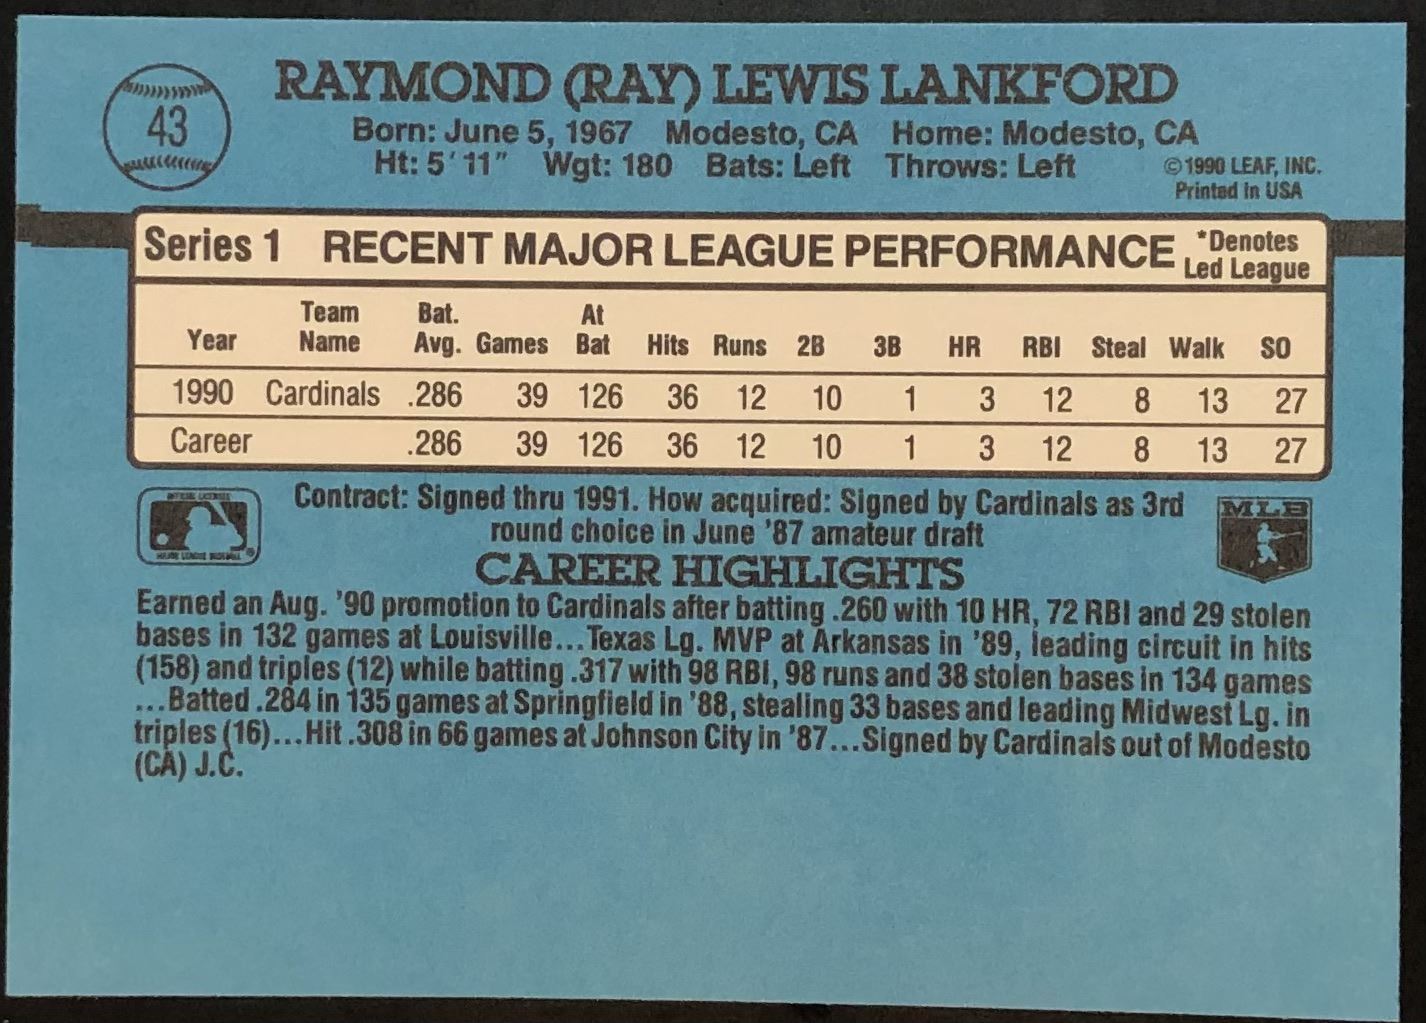 43
RAYMOND (RAY) LEWIS LANKFORD
Born: June 5, 1967 Modesto, CA Home: Modesto, CA
Ht: 5' 11" Wgt: 180 Bats: Left Throws: Left
©1990 LEAF, INC.
Printed in USA
Series 1 RECENT MAJOR LEAGUE PERFORMANCE *Denotes
Led League
Team Bat. At
Year Name Avg. Games Bat Hits Runs 2B 3B HR RBI Steal Walk SO
1990 Cardinals .286 39 126 36 12 10 1 3 12 8 13 27
Career .286 39 126 36 12 10 1 3 12 8 13 27
Contract: Signed thru 1991. How acquired: Signed by Cardinals as 3rd
round choice in June '87 amateur draft
MLB
CAREER HIGHLIGHTS
Earned an Aug. '90 promotion to Cardinals after batting .260 with 10 HR, 72 RBI and 29 stolen
bases in 132 games at Louisville...Texas Lg. MVP at Arkansas in '89, leading circuit in hits
(158) and triples (12) while batting .317 with 98 RBI, 98 runs and 38 stolen bases in 134 games
...Batted .284 in 135 games at Springfield in '88, stealing 33 bases and leading Midwest Lg. in
triples (16)...Hit .308 in 66 games at Johnson City in '87...Signed by Cardinals out of Modesto
(CA) J.C.